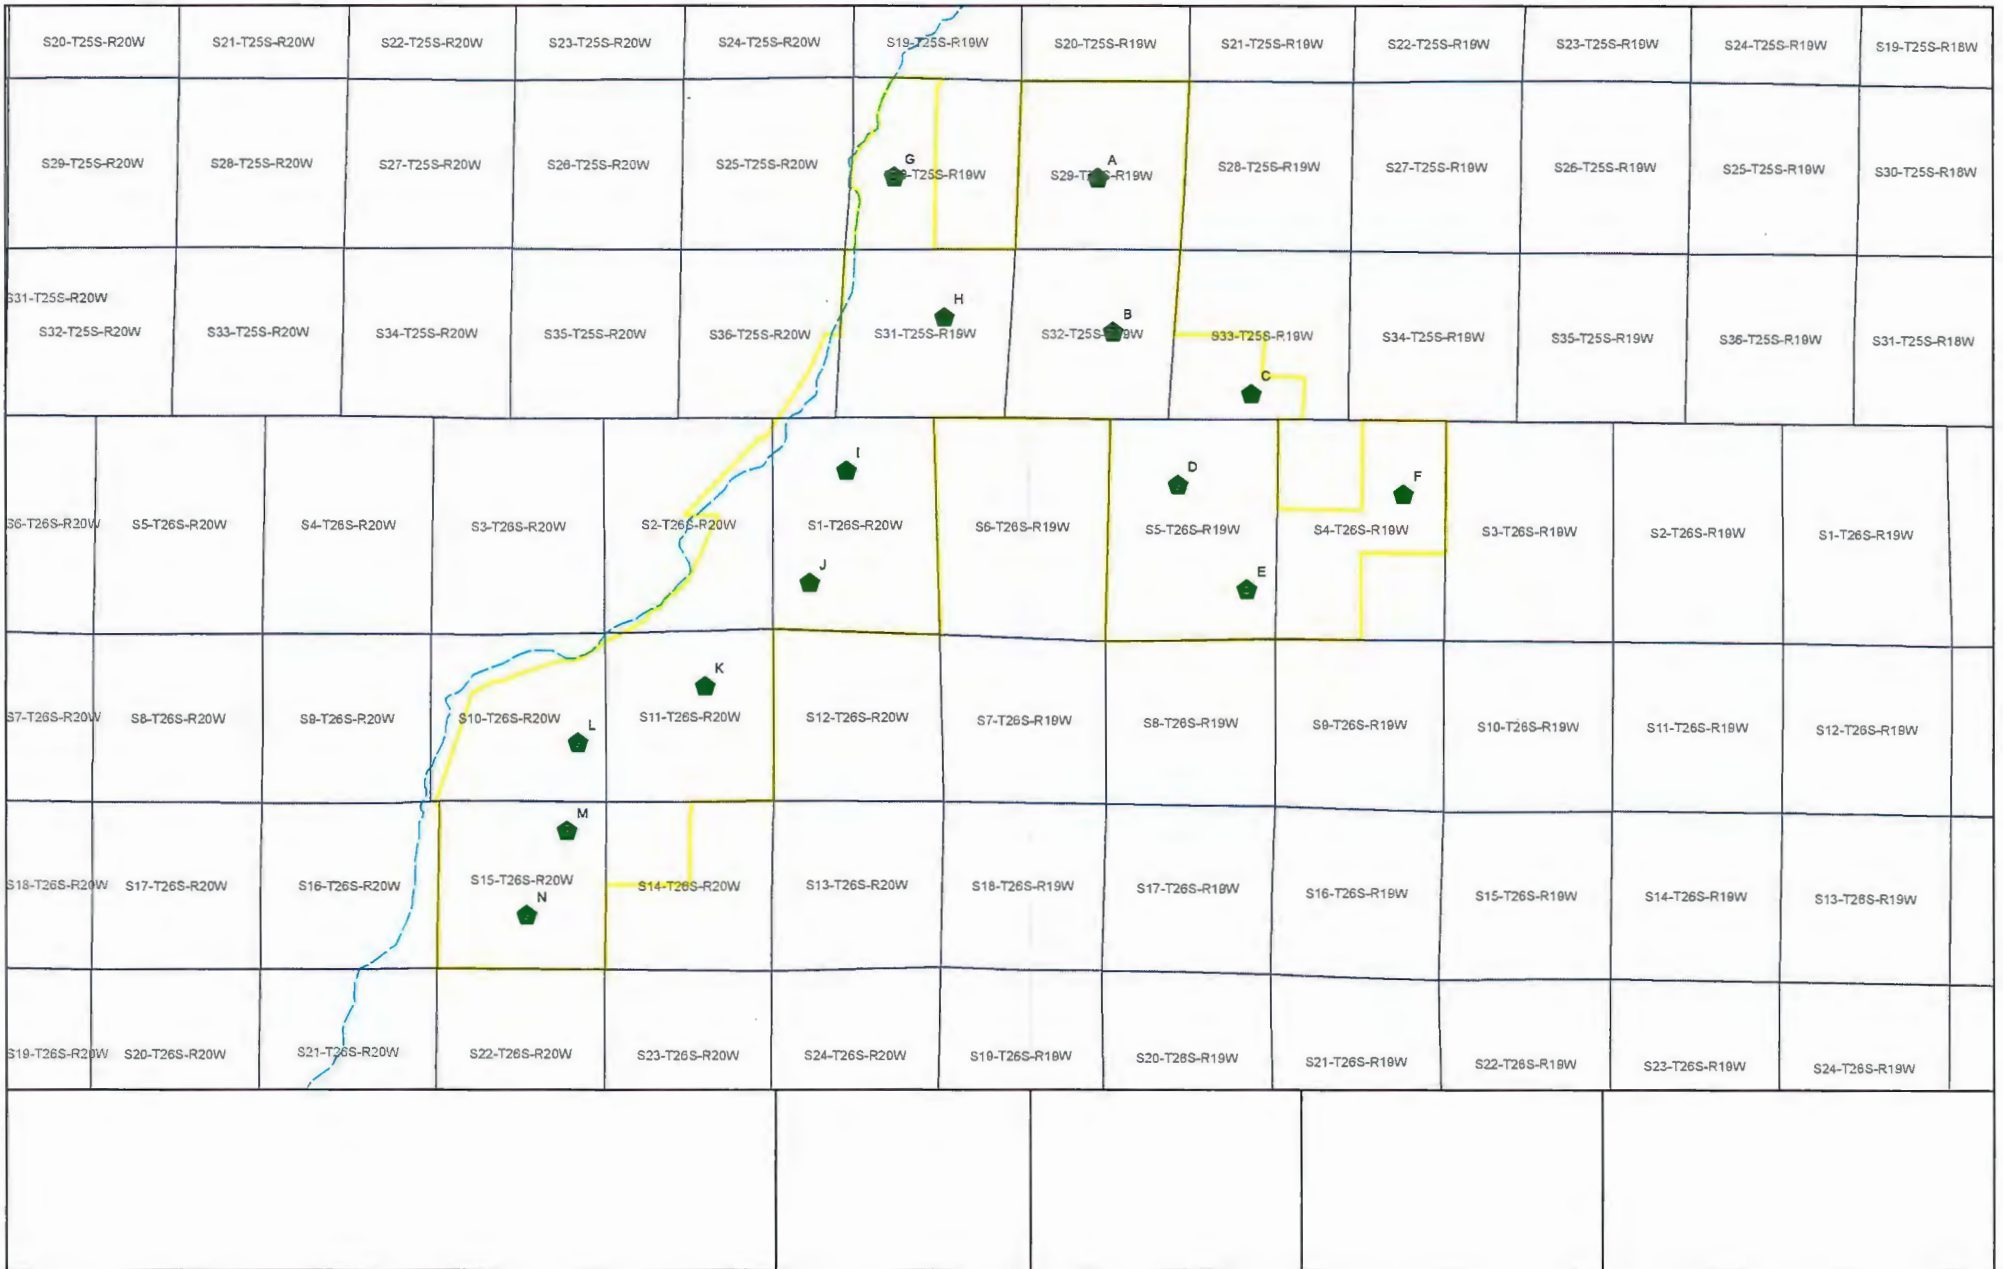 S20-T25S-R20W S21-T25S-R20W S22-T25S-R20W S23-T25S-R20W S24-T25S-R20W S19-T25S-R19W S20-T25S-R19W S21-T25S-R19W S22-T25S-R19W S23-T25S-R19W S24-T25S-R19W S19-T25S-R18W
G A
S29-T25S-R20W S28-T25S-R20W S27-T25S-R20W S26-T25S-R20W S25-T25S-R20W 0-T25S-R19W S29-T25S-R19W S28-T25S-R19W S27-T25S-R19W S26-T25S-R19W S25-T25S-R19W S30-T25S-R18W
S31-T25S-R20W H B
S32-T25S-R20W S33-T25S-R20W S34-T25S-R20W S35-T25S-R20W S36-T25S-R20W S31-T25S-R19W S32-T25S-R19W S33-T25S-R19W S34-T25S-R19W S35-T25S-R19W S36-T25S-R19W S31-T25S-R18W
C
I D F
S6-T26S-R20W S5-T26S-R20W S4-T26S-R20W S3-T26S-R20W S2-T26S-R20W S1-T26S-R20W S6-T26S-R19W S5-T26S-R19W S4-T26S-R19W S3-T26S-R19W S2-T26S-R19W S1-T26S-R19W
J E
K
S7-T26S-R20W S8-T26S-R20W S9-T26S-R20W S10-T26S-R20W S11-T26S-R20W S12-T26S-R20W S7-T26S-R19W S8-T26S-R19W S9-T26S-R19W S10-T26S-R19W S11-T26S-R19W S12-T26S-R19W
L
M
S18-T26S-R20W S17-T26S-R20W S16-T26S-R20W S15-T26S-R20W S14-T26S-R20W S13-T26S-R20W S18-T26S-R19W S17-T26S-R19W S16-T26S-R19W S15-T26S-R19W S14-T26S-R19W S13-T26S-R19W
N
S19-T26S-R20W S20-T26S-R20W S21-T26S-R20W S22-T26S-R20W S23-T26S-R20W S24-T26S-R20W S19-T26S-R19W S20-T26S-R19W S21-T26S-R19W S22-T26S-R19W S23-T26S-R19W S24-T26S-R19W